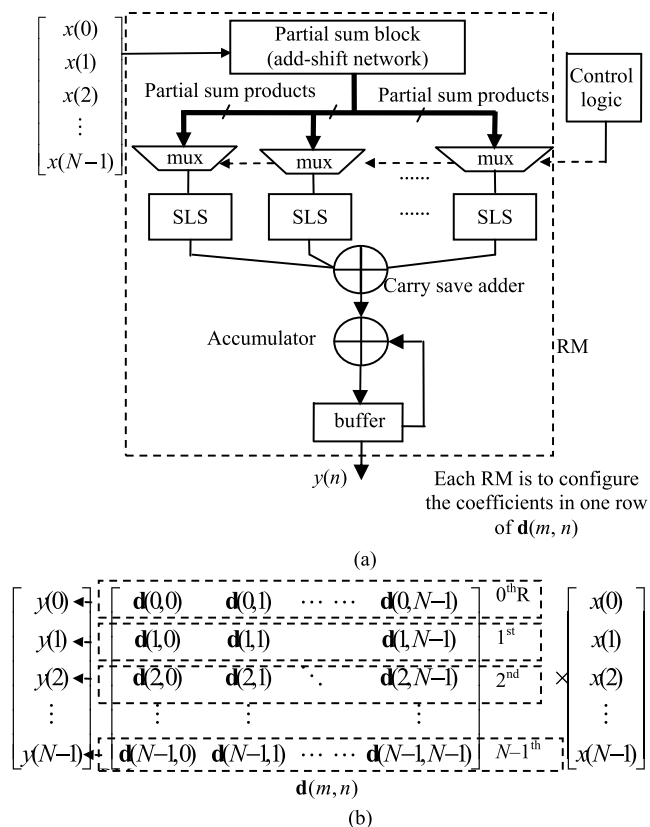 x(0)
x(1)
x(2)
⋮
x(N−1)
Partial sum block
(add-shift network)
Control
logic
Partial sum products
Partial sum products
mux
mux
mux
......
SLS
SLS
......
SLS
Carry save adder
Accumulator
RM
buffer
y(n)
Each RM is to configure
the coefficients in one row
of d(m, n)
(a)
y(0) d(0,0) d(0,1) ⋯ ⋯ d(0,N−1) 0thR x(0)
y(1) d(1,0) d(1,1) d(1,N−1) 1st x(1)
y(2) d(2,0) d(2,1) ⋱ d(2,N−1) 2nd × x(2)
⋮ ⋮ ⋮ ⋮ ⋮
y(N−1) d(N−1,0) d(N−1,1) ⋯ ⋯ d(N−1,N−1) N−1th x(N−1)
d(m, n)
(b)